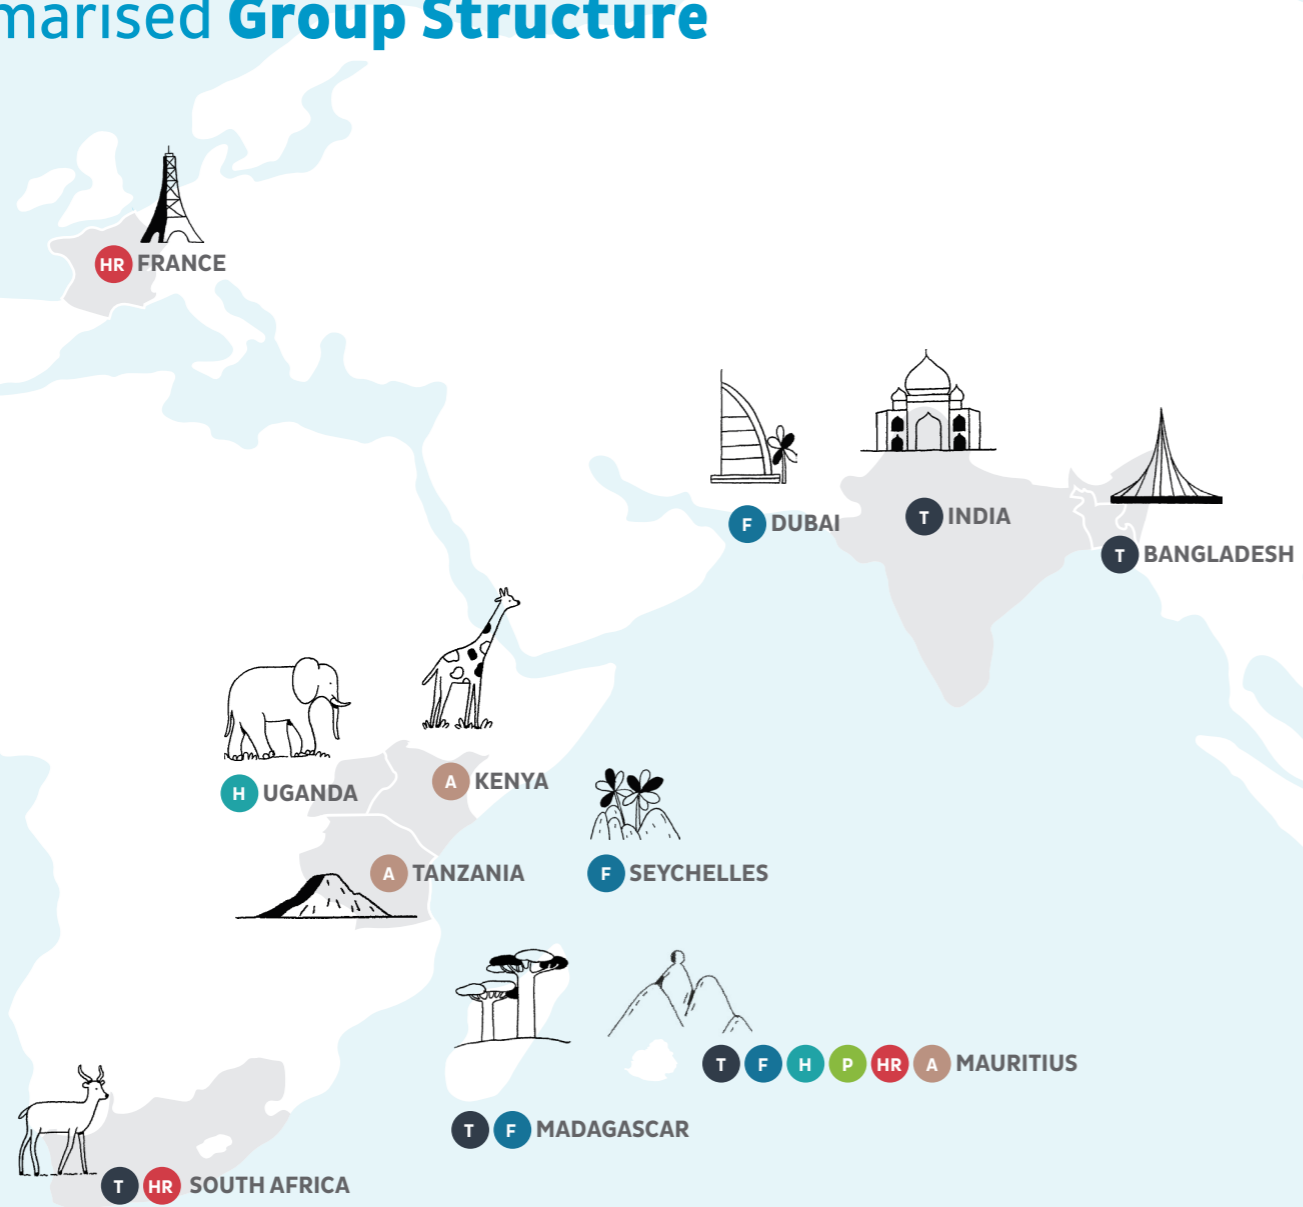 marised Group Structure
HR FRANCE
F DUBAI
T INDIA
T BANGLADESH
H UGANDA
A KENYA
A TANZANIA
F SEYCHELLES
T F H P HR A MAURITIUS
T F MADAGASCAR
T HR SOUTH AFRICA